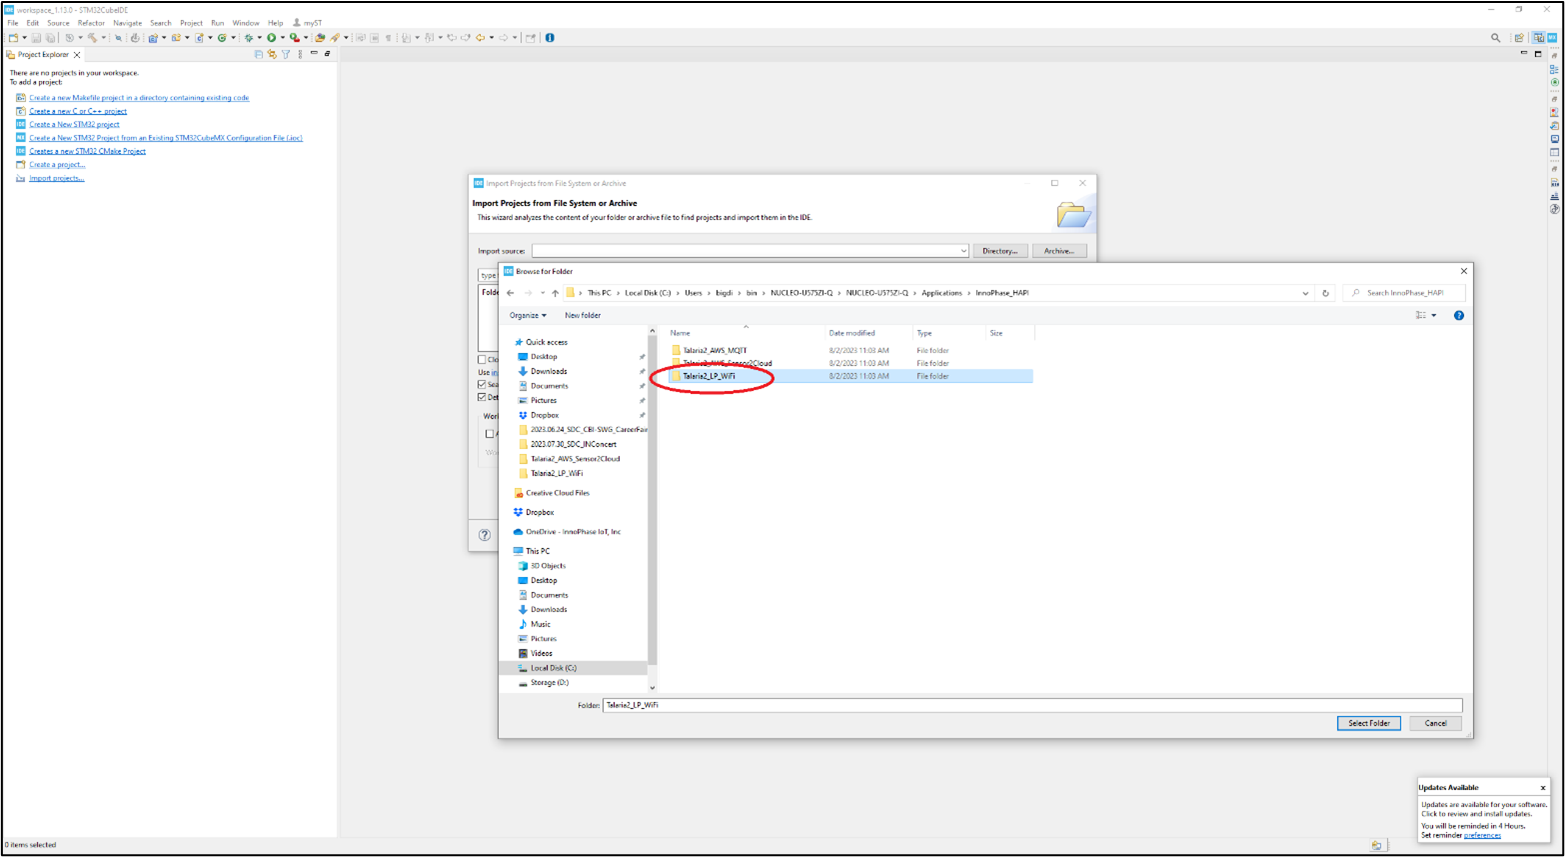 workspace_1.13.0 - STM32CubeIDE
File Edit Source Refactor Navigate Search Project Run Window Help myST
Project Explorer
There are no projects in your workspace.
To add a project:
Create a new Makefile project in a directory containing existing code
Create a new C or C++ project
Create a New STM32 project
Create a New STM32 Project from an Existing STM32CubeMX Configuration File (.ioc)
Creates a new STM32 CMake Project
Create a project...
Import projects...
Import Projects from File System or Archive
Import Projects from File System or Archive
This wizard analyzes the content of your folder or archive file to find projects and import them in the IDE.
Import source: Directory... Archive...
type
Folde
Clo
Use in
Sea
Det
Work
A
Wo
Browse for Folder
This PC > Local Disk (C:) > Users > bigdi > bin > NUCLEO-U575ZI-Q > NUCLEO-U575ZI-Q > Applications > InnoPhase_HAPI
Search InnoPhase_HAPI
Organize New folder
Quick access
Desktop
Downloads
Documents
Pictures
Dropbox
2023.06.24_SDC_CBI-SWG_CareerFair
2023.07.30_SDC_INConcert
Talaria2_AWS_Sensor2Cloud
Talaria2_LP_WiFi
Creative Cloud Files
Dropbox
OneDrive - InnoPhase IoT, Inc
This PC
3D Objects
Desktop
Documents
Downloads
Music
Pictures
Videos
Local Disk (C:)
Storage (D:)
Name Date modified Type Size
Talaria2_AWS_MQTT 8/2/2023 11:03 AM File folder
Talaria2_AWS_Sensor2Cloud 8/2/2023 11:03 AM File folder
Talaria2_LP_WiFi 8/2/2023 11:03 AM File folder
Folder: Talaria2_LP_WiFi
Select Folder Cancel
Updates Available x
Updates are available for your software.
Click to review and install updates.
You will be reminded in 4 Hours.
Set reminder preferences
0 items selected